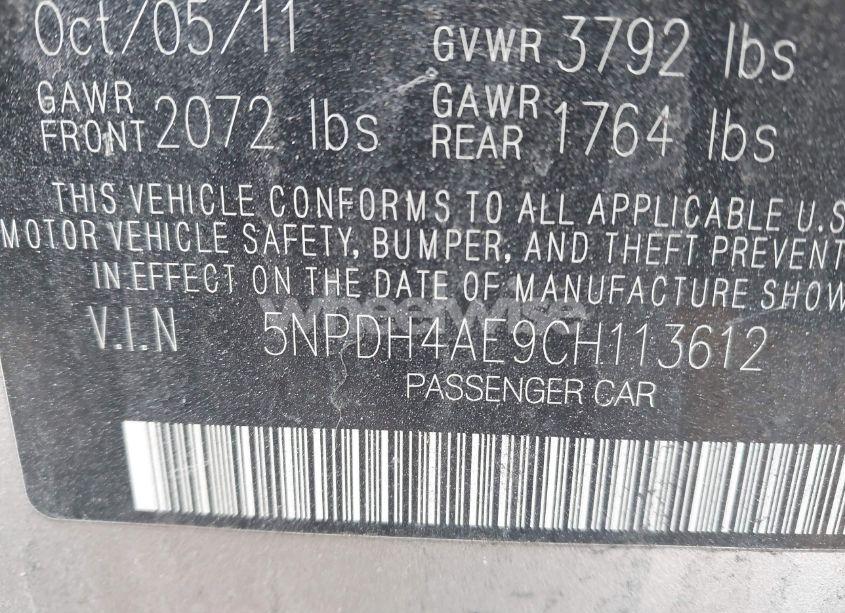 Oct/05/11 GVWR 3792 lbs
GAWR FRONT 2072 lbs GAWR REAR 1764 lbs
THIS VEHICLE CONFORMS TO ALL APPLICABLE U.S
MOTOR VEHICLE SAFETY, BUMPER, AND THEFT PREVENT
IN EFFECT ON THE DATE OF MANUFACTURE SHOW
wheelwise
V.I.N 5NPDH4AE9CH113612
PASSENGER CAR